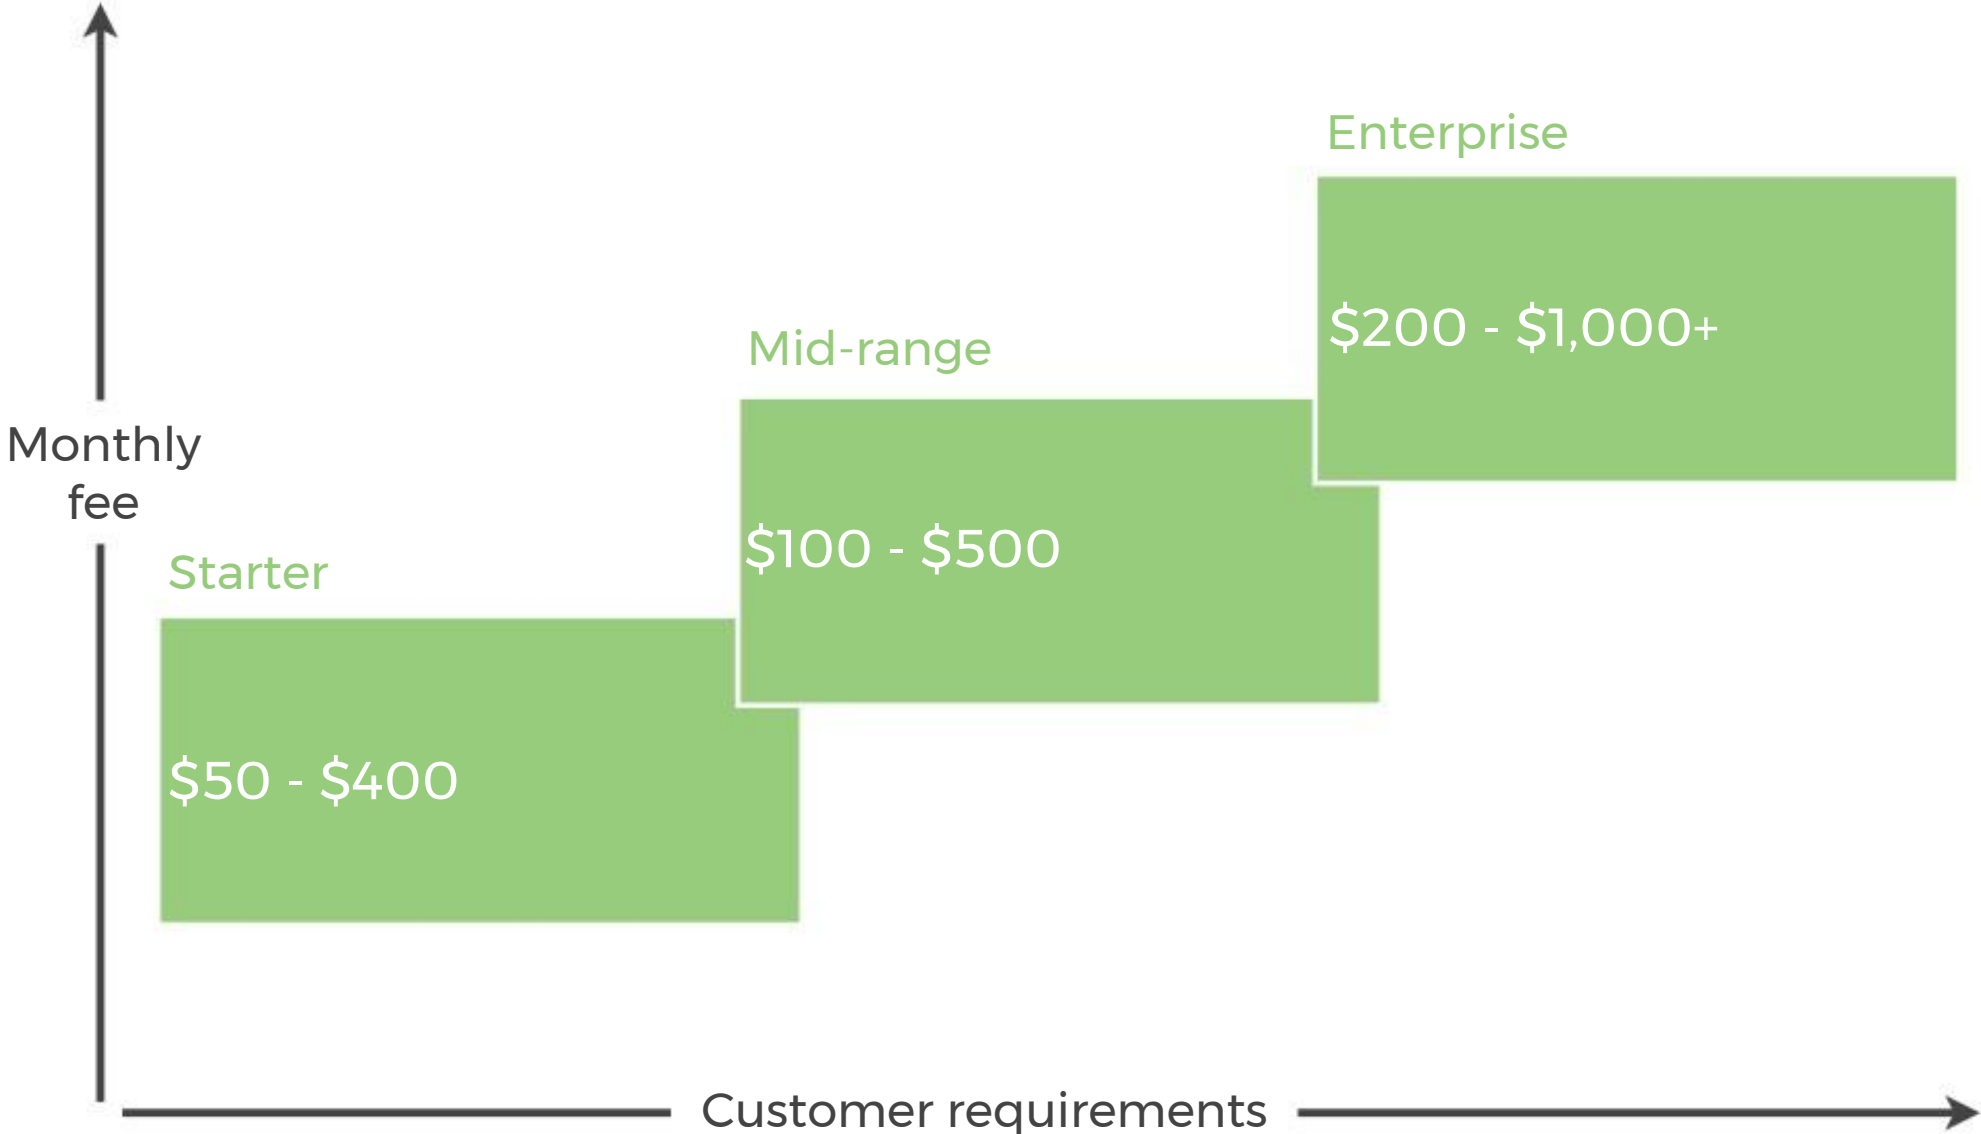 Enterprise
$200 - $1,000+
Mid-range
$100 - $500
Monthly
fee
Starter
$50 - $400
Customer requirements